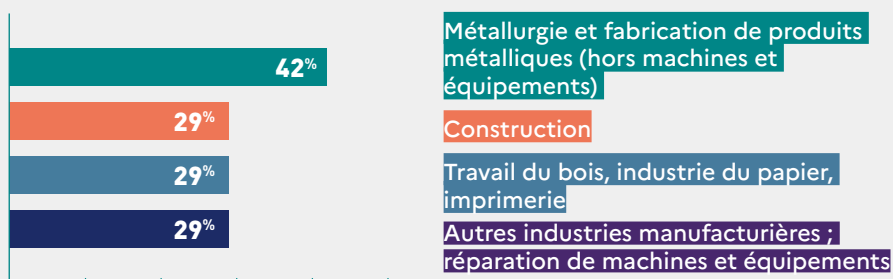 Métallurgie et fabrication de produits
métalliques (hors machines et
équipements)
42%
Construction
29%
Travail du bois, industrie du papier,
imprimerie
29%
Autres industries manufacturières ;
réparation de machines et équipements
29%